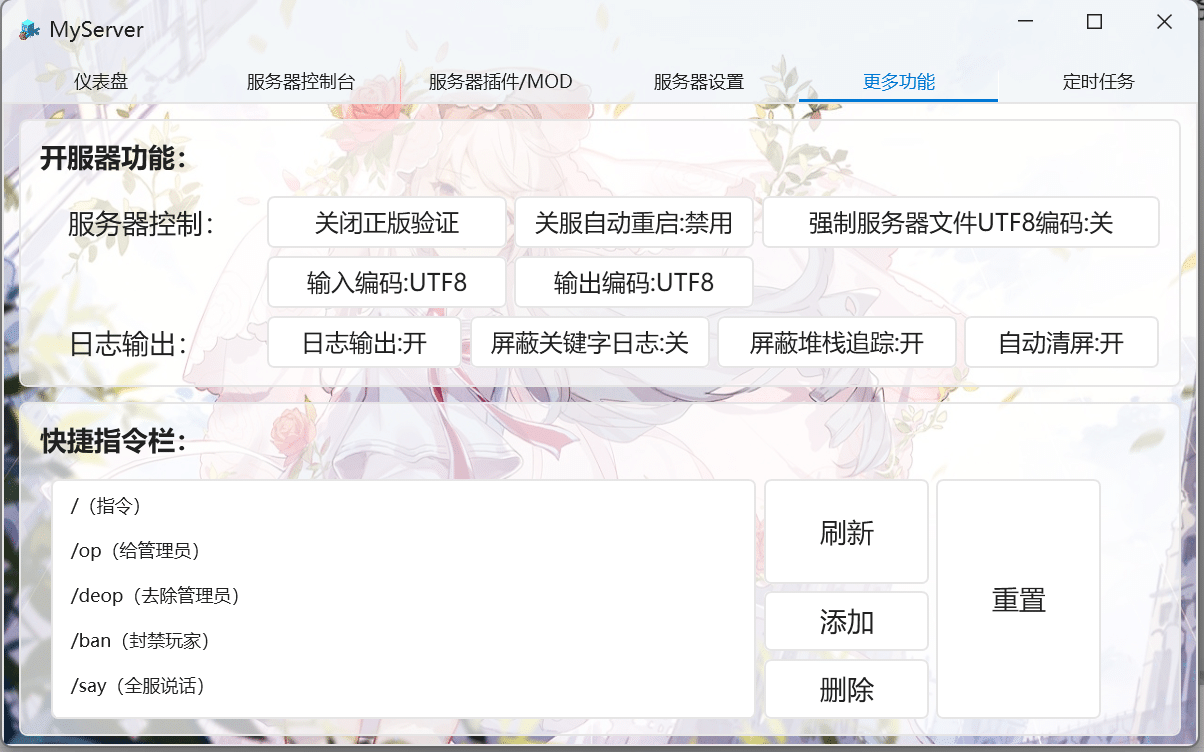 MyServer
仪表盘 服务器控制台 服务器插件/MOD 服务器设置 更多功能 定时任务
开服器功能：
服务器控制： 关闭正版验证 关服自动重启:禁用 强制服务器文件UTF8编码:关
输入编码:UTF8 输出编码:UTF8
日志输出： 日志输出:开 屏蔽关键字日志:关 屏蔽堆栈追踪:开 自动清屏:开
快捷指令栏：
/（指令）
/op（给管理员）
/deop（去除管理员）
/ban（封禁玩家）
/say（全服说话）
刷新
添加
删除
重置